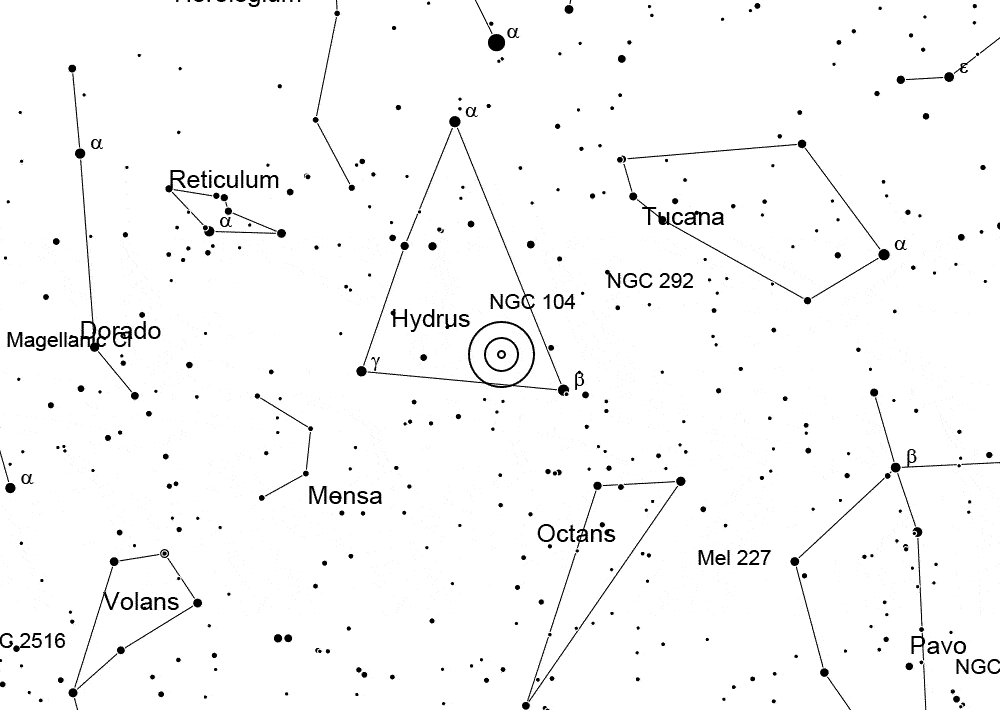 Horologium
α
ε
α
α
Reticulum
α
Tucana
α
NGC 292
NGC 104
Hydrus
Dorado
Magellanic Cl
γ
β
β
α
Mensa
Octans
Mel 227
Volans
C 2516
Pavo
NGC